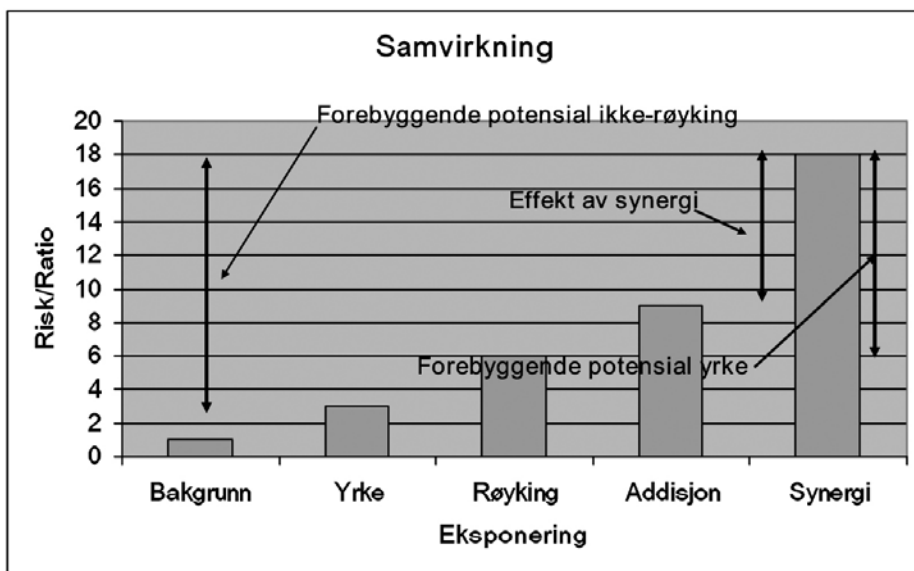 Samvirkning
Forebyggende potensial ikke-røyking
Effekt av synergi
Forebyggende potensial yrke
Risk/Ratio
20
18
16
14
12
10
8
6
4
2
0
Bakgrunn Yrke Røyking Addisjon Synergi
Eksponering